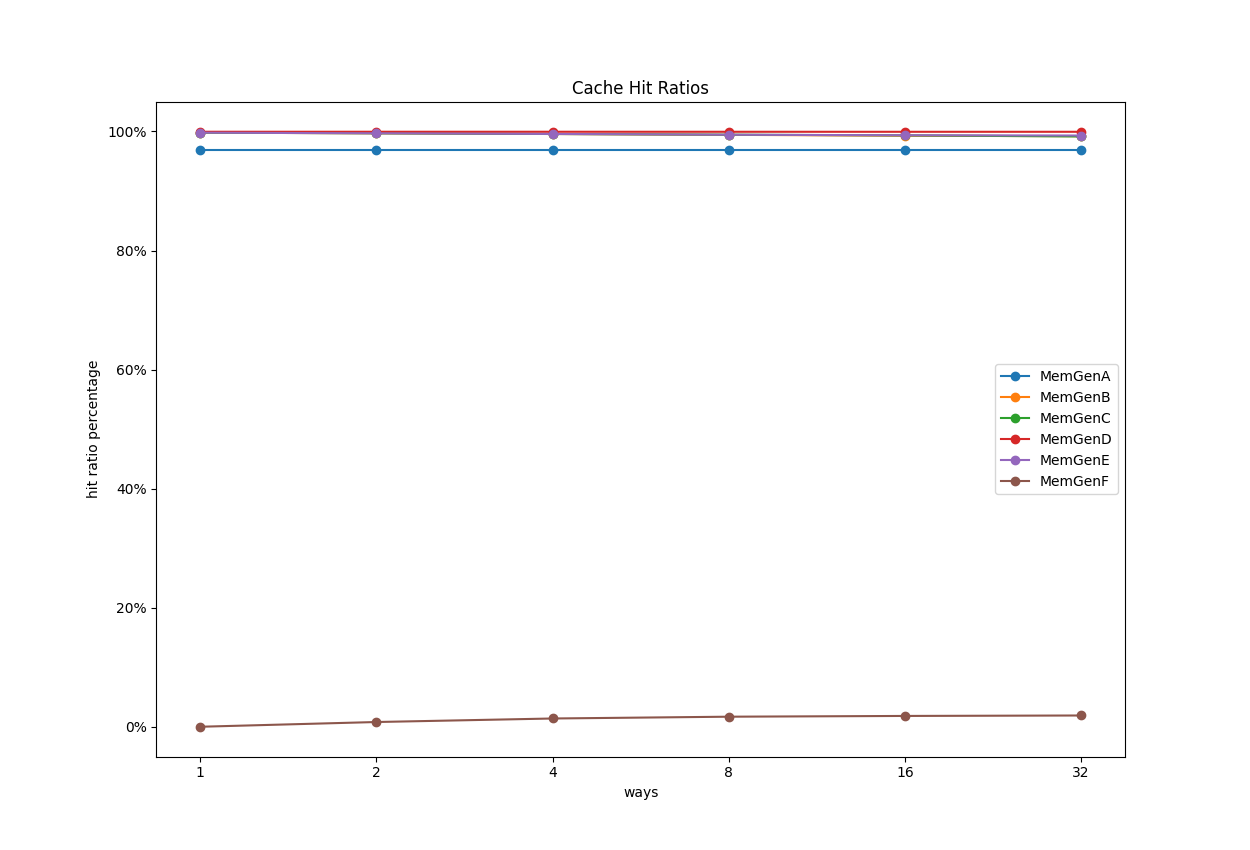 Cache Hit Ratios
100%
80%
60%
40%
20%
0%
hit ratio percentage
MemGenA
MemGenB
MemGenC
MemGenD
MemGenE
MemGenF
1 2 4 8 16 32
ways